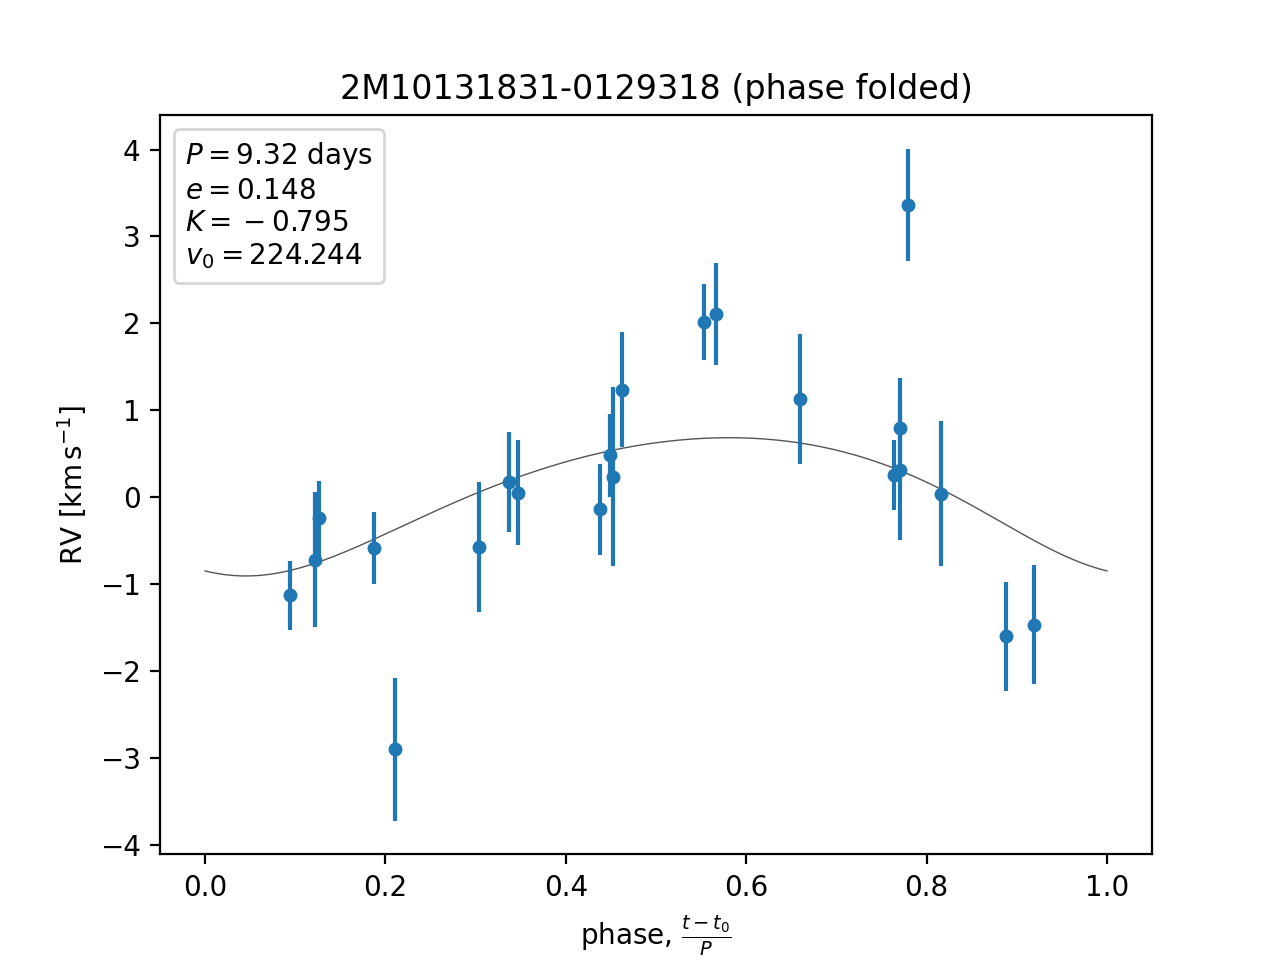 2M10131831-0129318 (phase folded)
P = 9.32 days
e = 0.148
K = −0.795
v₀ = 224.244
4
3
2
1
0
−1
−2
−3
−4
RV [km s⁻¹]
0.0 0.2 0.4 0.6 0.8 1.0
phase, (t − t₀)/P